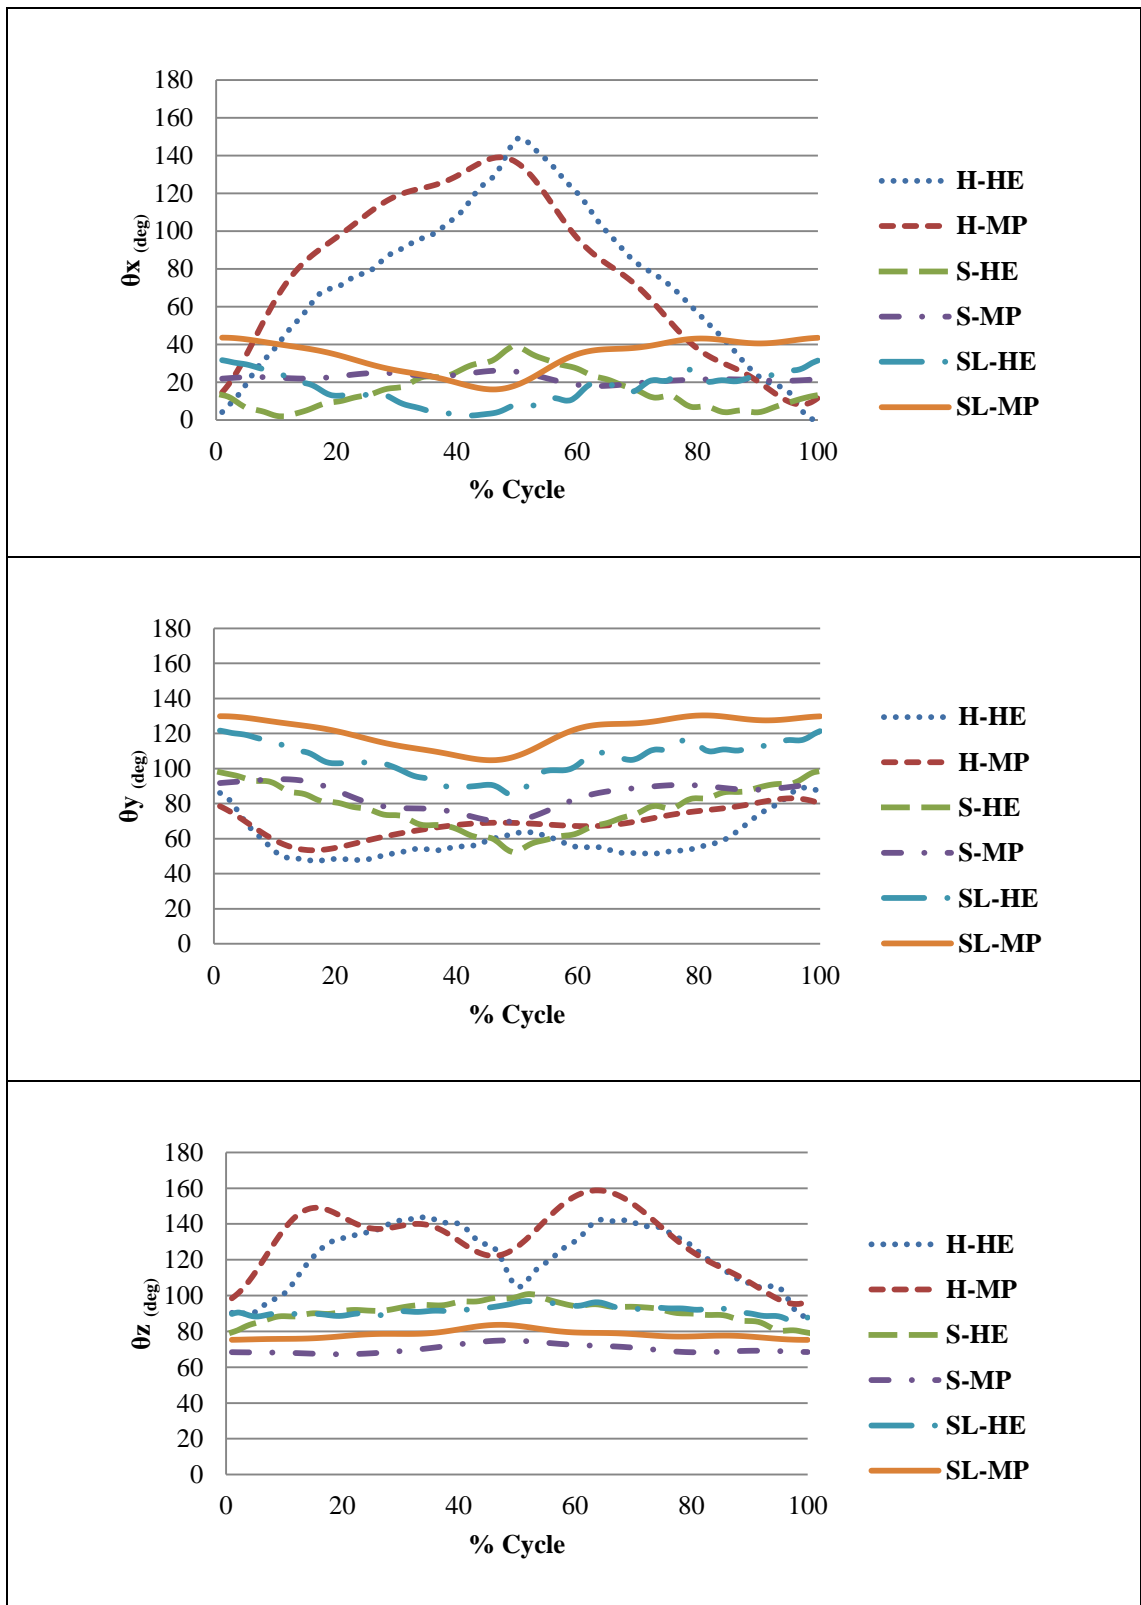 180
160
140
120
100
80
60
40
20
0
θx (deg)
0 20 40 60 80 100
% Cycle
H-HE
H-MP
S-HE
S-MP
SL-HE
SL-MP
180
160
140
120
100
80
60
40
20
0
θy (deg)
0 20 40 60 80 100
% Cycle
H-HE
H-MP
S-HE
S-MP
SL-HE
SL-MP
180
160
140
120
100
80
60
40
20
0
θz (deg)
0 20 40 60 80 100
% Cycle
H-HE
H-MP
S-HE
S-MP
SL-HE
SL-MP